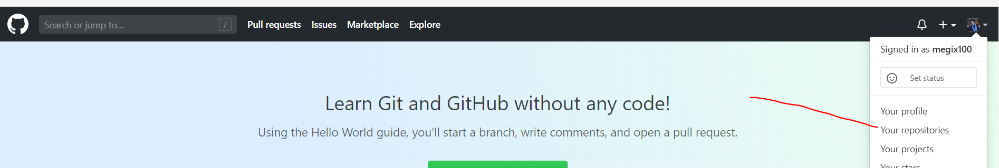 Search or jump to... /
Pull requests Issues Marketplace Explore
Signed in as megix100
Set status
Learn Git and GitHub without any code!
Using the Hello World guide, you’ll start a branch, write comments, and open a pull request.
Your profile
Your repositories
Your projects
Your stars